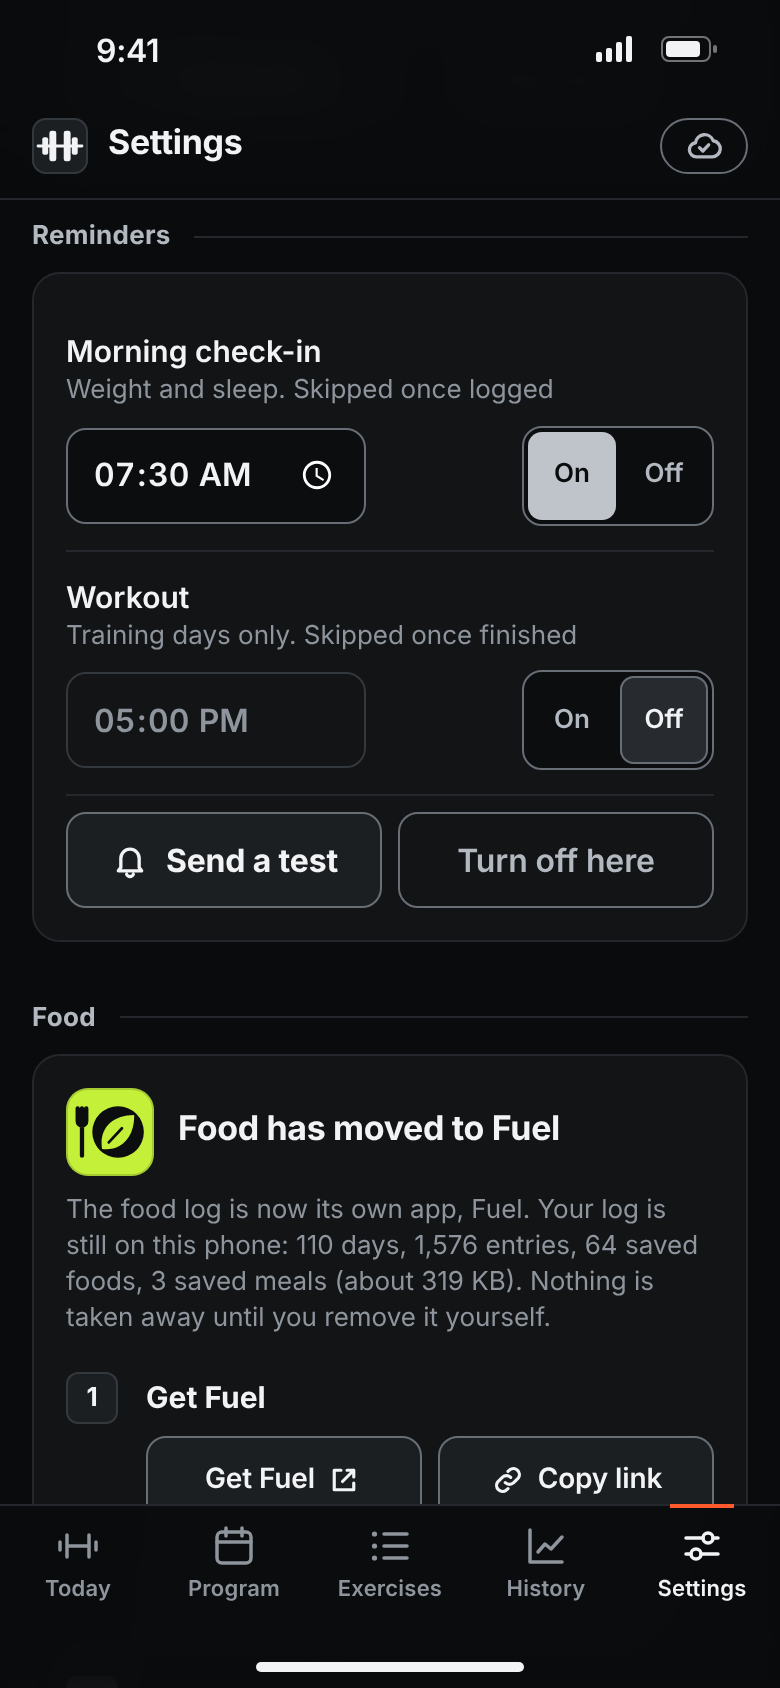 9:41
Settings
Reminders
Morning check-in
Weight and sleep. Skipped once logged
07:30 AM
On
Off
Workout
Training days only. Skipped once finished
05:00 PM
On
Off
Send a test
Turn off here
Food
Food has moved to Fuel
The food log is now its own app, Fuel. Your log is
still on this phone: 110 days, 1,576 entries, 64 saved
foods, 3 saved meals (about 319 KB). Nothing is
taken away until you remove it yourself.
1
Get Fuel
Get Fuel
Copy link
Today
Program
Exercises
History
Settings